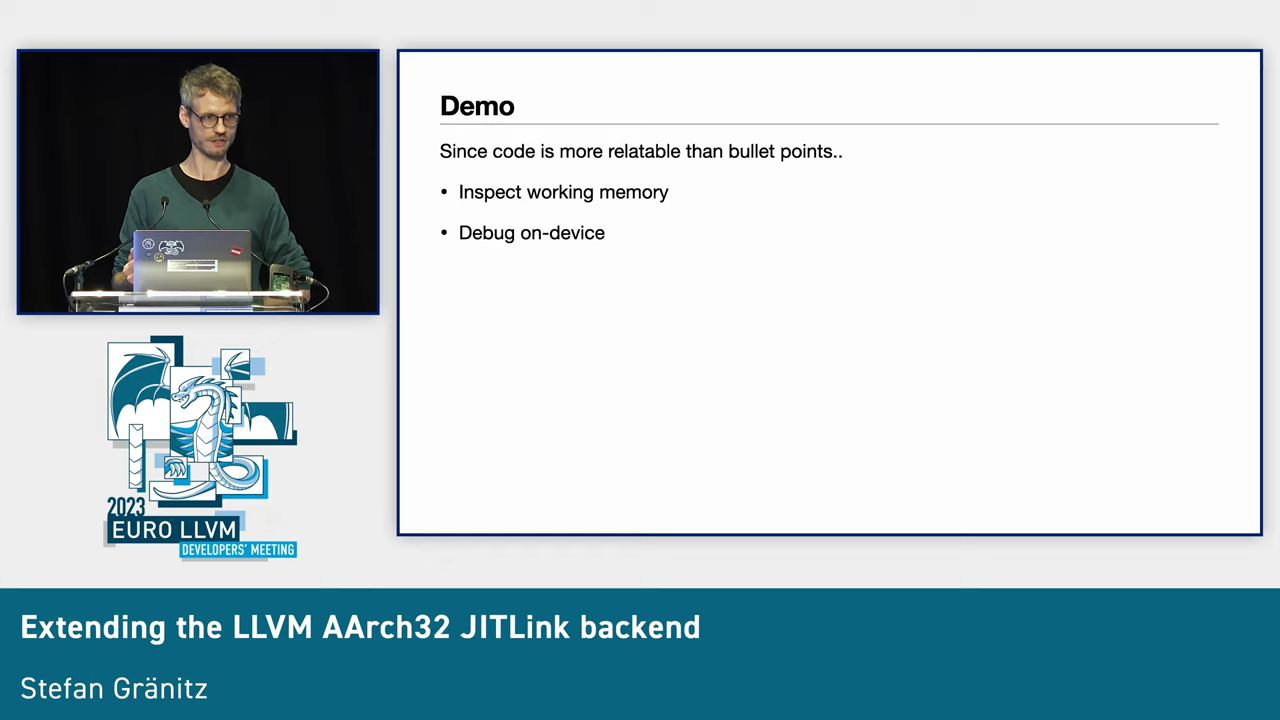 Demo
Since code is more relatable than bullet points..
• Inspect working memory
• Debug on-device
2023
EURO LLVM
DEVELOPERS' MEETING
Extending the LLVM AArch32 JITLink backend
Stefan Gränitz